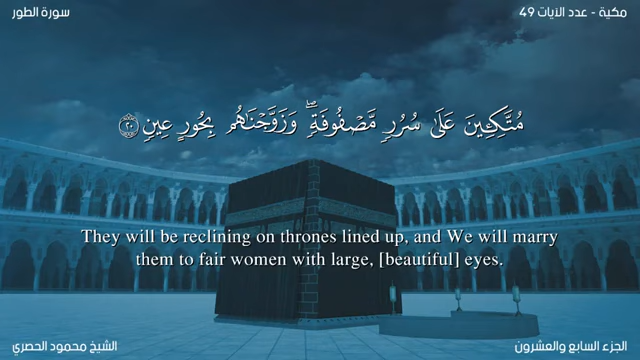 مكية - عدد الآيات 49
سورة الطور
مُتَّكِـِٔينَ عَلَىٰ سُرُرٍ مَّصْفُوفَةٍ ۖ وَزَوَّجْنَـٰهُم بِحُورٍ عِينٍ ٢٠
They will be reclining on thrones lined up, and We will marry
them to fair women with large, [beautiful] eyes.
الجزء السابع والعشرون
الشيخ محمود الحصري